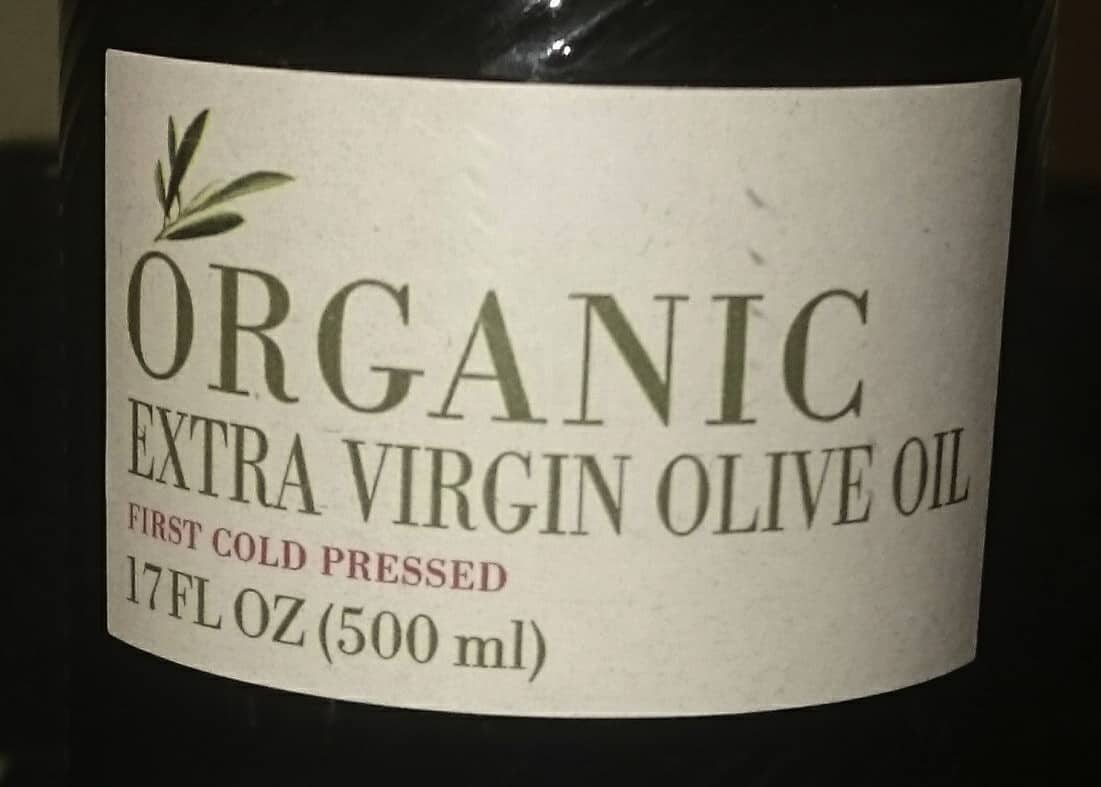 ORGANIC
EXTRA VIRGIN OLIVE OIL
FIRST COLD PRESSED
17FL OZ (500 ml)